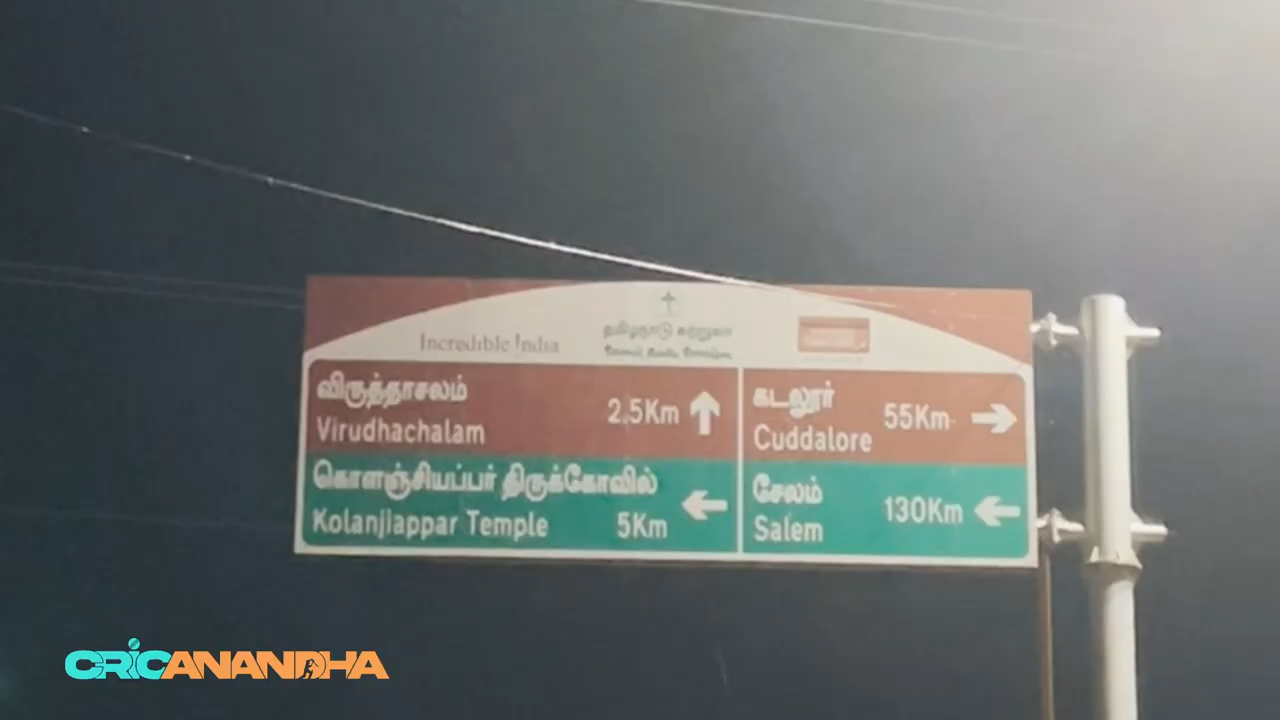 Incredible India
தமிழ்நாடு சுற்றுலா
விருத்தாசலம்
Virudhachalam
2.5Km
கொளஞ்சியப்பர் திருக்கோவில்
Kolanjiappar Temple
5Km
கடலூர்
Cuddalore
55Km
சேலம்
Salem
130Km
CRICANANDHA